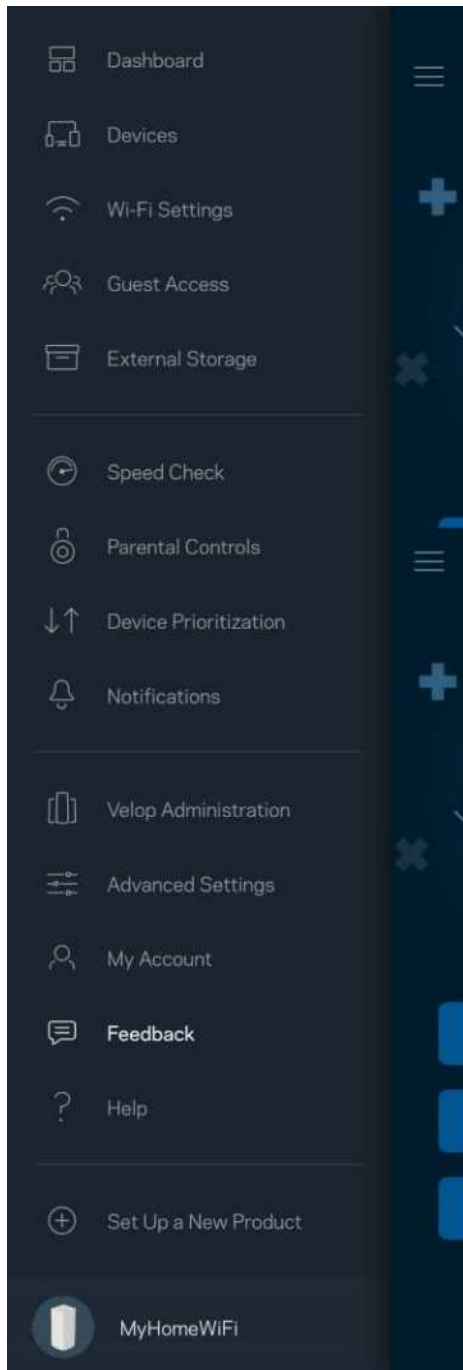 Dashboard
Devices
Wi-Fi Settings
Guest Access
External Storage
Speed Check
Parental Controls
Device Prioritization
Notifications
Velop Administration
Advanced Settings
My Account
Feedback
Help
Set Up a New Product
MyHomeWiFi